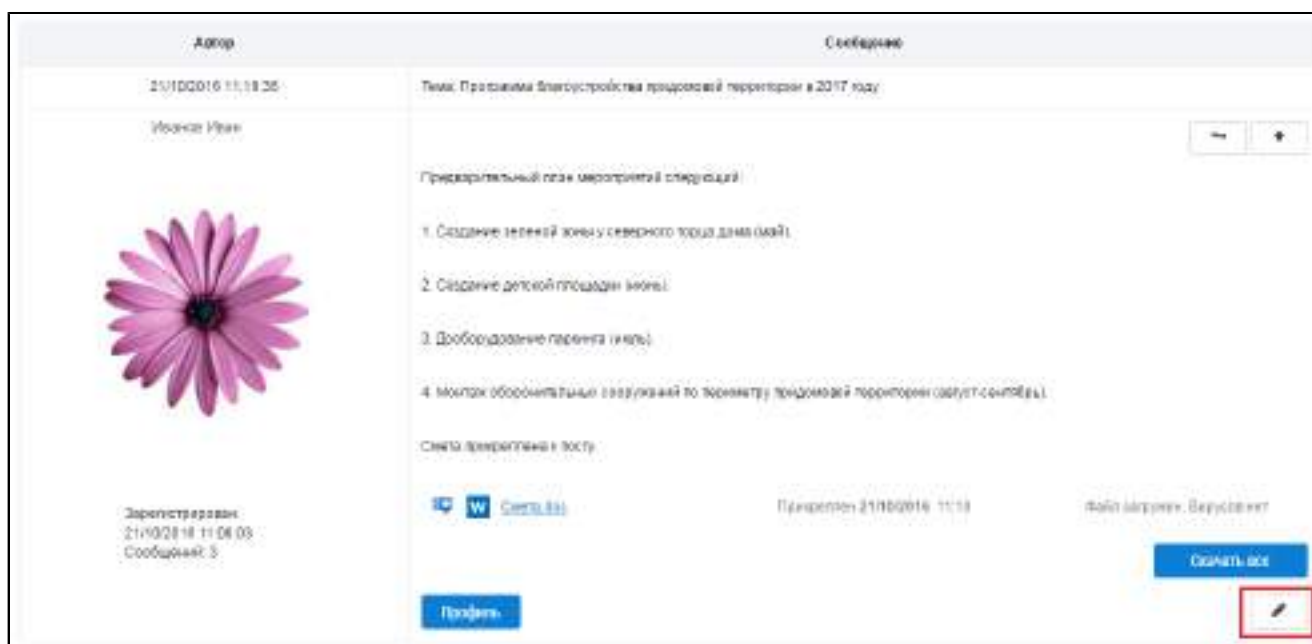 Автор
Сообщение
21/10/2016 11:18:36
Тема: Программа благоустройства придомовой территории в 2017 году
Иванов Иван
Предварительный план мероприятий следующий:
1. Создание зеленой зоны у северного торца дома (май).
2. Создание детской площадки (июнь).
3. Дооборудование паркинга (июль).
4. Монтаж оборонительных сооружений по периметру придомовой территории (август-сентябрь).
Смета прикреплена к посту.
W Смета.doc
Прикреплен 21/10/2016 11:18
Файл загружен. Вирусов нет
Зарегистрирован:
21/10/2016 11:06:03
Сообщений: 3
Скачать все
Профиль